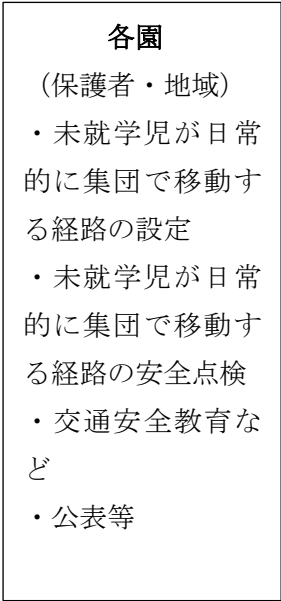 各園
（保護者・地域）
・未就学児が日常
的に集団で移動す
る経路の設定
・未就学児が日常
的に集団で移動す
る経路の安全点検
・交通安全教育な
ど
・公表等